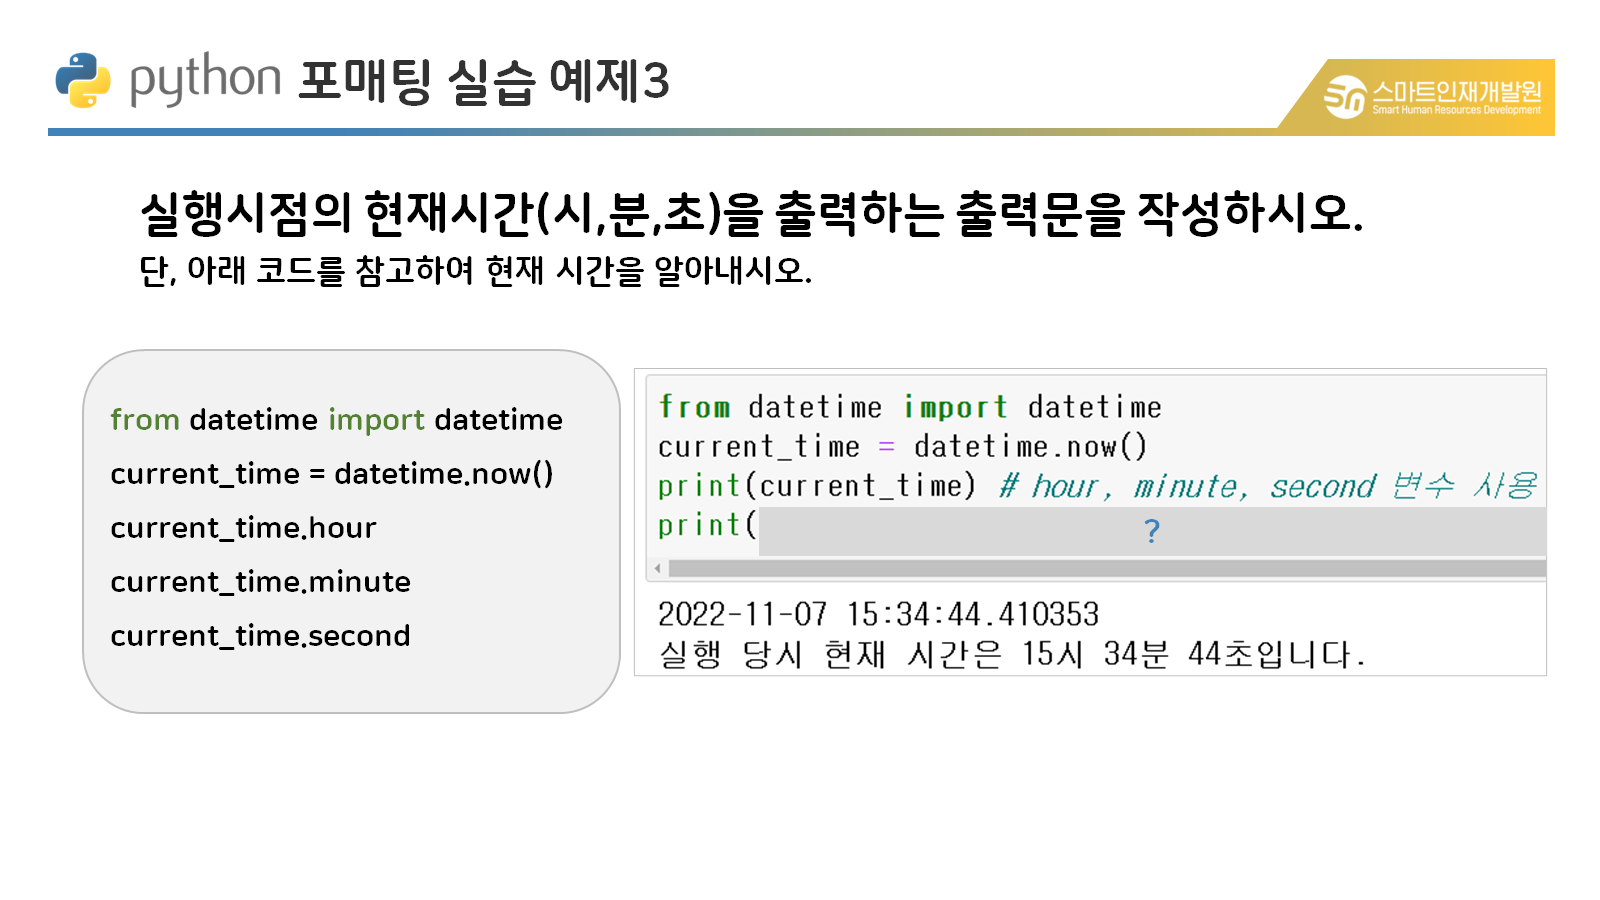 python 포매팅 실습 예제3
스마트인재개발원
Smart Human Resources Development
실행시점의 현재시간(시,분,초)을 출력하는 출력문을 작성하시오.
단, 아래 코드를 참고하여 현재 시간을 알아내시오.
from datetime import datetime
current_time = datetime.now()
current_time.hour
current_time.minute
current_time.second
from datetime import datetime
current_time = datetime.now()
print(current_time) # hour, minute, second 변수 사용
print( ?
2022-11-07 15:34:44.410353
실행 당시 현재 시간은 15시 34분 44초입니다.